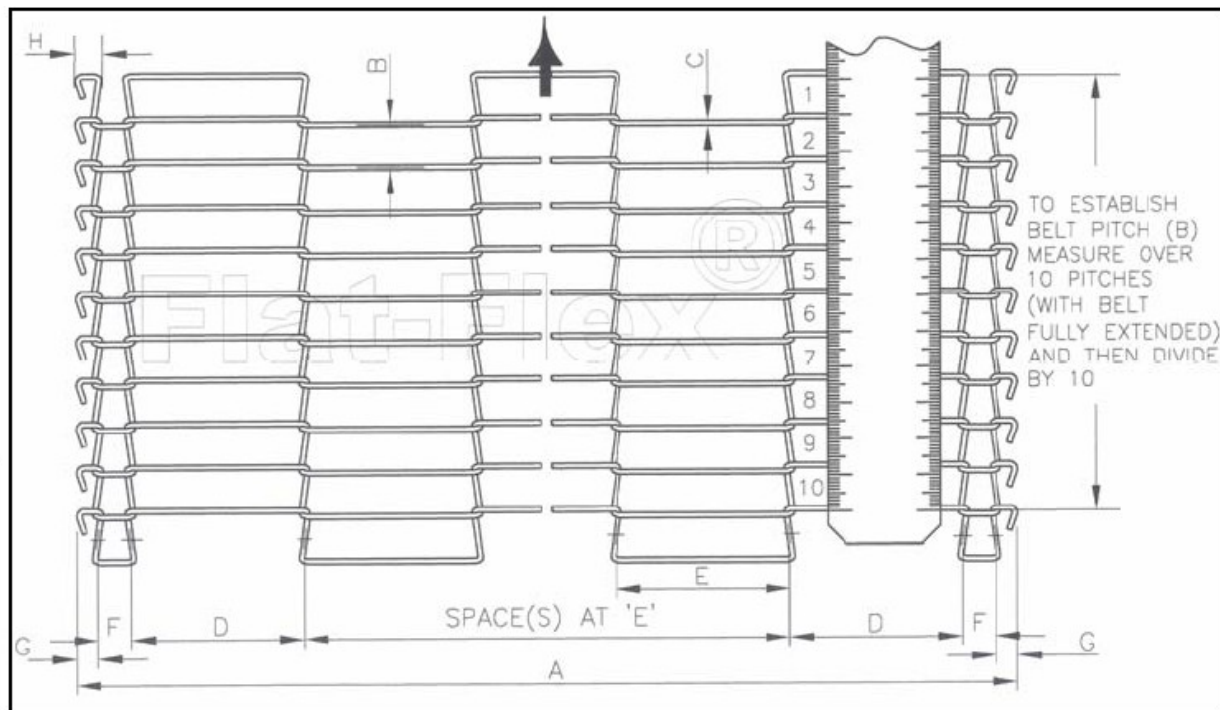 H
B
C
1
2
3
4
5
6
7
8
9
10
Flat-Flex®
TO ESTABLISH
BELT PITCH (B)
MEASURE OVER
10 PITCHES
(WITH BELT
FULLY EXTENDED)
AND THEN DIVIDE
BY 10
E
SPACE(S) AT 'E'
G F D D F G
A